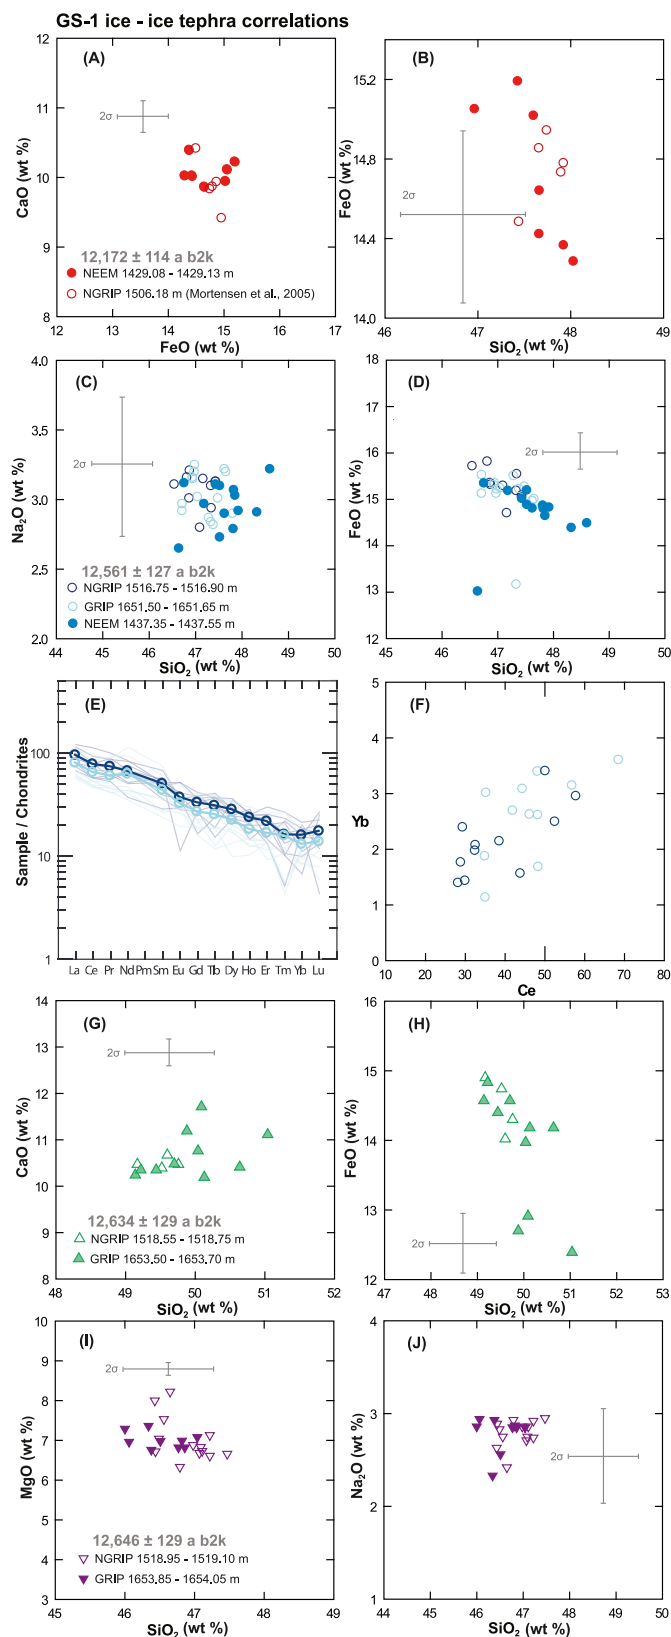 GS-1 ice - ice tephra correlations
(A)
12
11
10
9
8
CaO (wt %)
2σ
12,172 ± 114 a b2k
NEEM 1429.08 - 1429.13 m
NGRIP 1506.18 m (Mortensen et al., 2005)
12 13 14 15 16 17
FeO (wt %)
(B)
15.2
14.8
14.4
14.0
FeO (wt %)
2σ
46 47 48 49
SiO₂ (wt %)
(C)
4.0
3.5
3.0
2.5
2.0
Na₂O (wt %)
2σ
12,561 ± 127 a b2k
NGRIP 1516.75 - 1516.90 m
GRIP 1651.50 - 1651.65 m
NEEM 1437.35 - 1437.55 m
44 45 46 47 48 49 50
SiO₂ (wt %)
(D)
18
17
16
15
14
13
12
FeO (wt %)
2σ
45 46 47 48 49 50
SiO₂ (wt %)
(E)
100
10
1
Sample / Chondrites
La Ce Pr Nd Pm Sm Eu Gd Tb Dy Ho Er Tm Yb Lu
(F)
5
4
3
2
1
0
Yb
10 20 30 40 50 60 70 80
Ce
(G)
14
13
12
11
10
9
8
CaO (wt %)
2σ
12,634 ± 129 a b2k
NGRIP 1518.55 - 1518.75 m
GRIP 1653.50 - 1653.70 m
48 49 50 51 52
SiO₂ (wt %)
(H)
16
15
14
13
12
FeO (wt %)
2σ
47 48 49 50 51 52 53
SiO₂ (wt %)
(I)
10
9
8
7
6
5
4
3
MgO (wt %)
2σ
12,646 ± 129 a b2k
NGRIP 1518.95 - 1519.10 m
GRIP 1653.85 - 1654.05 m
45 46 47 48 49
SiO₂ (wt %)
(J)
4
3
2
1
Na₂O (wt %)
2σ
44 45 46 47 48 49 50
SiO₂ (wt %)